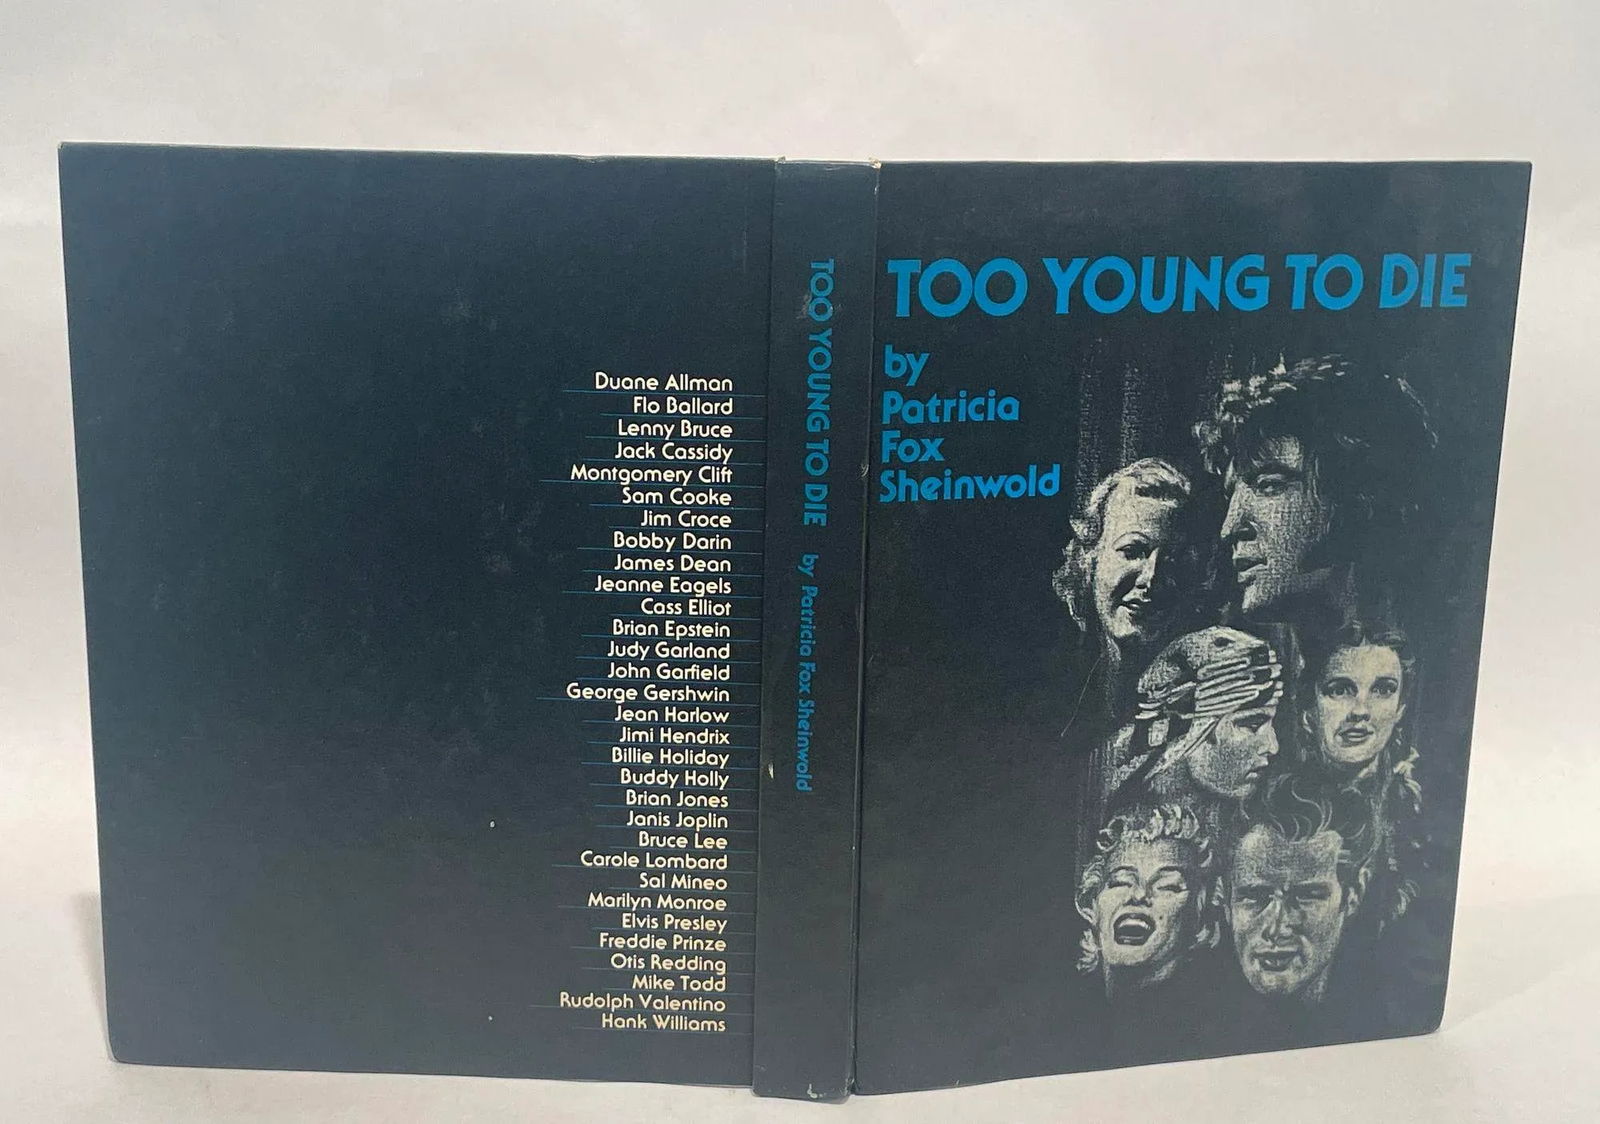 Duane Allman
Flo Ballard
Lenny Bruce
Jack Cassidy
Montgomery Clift
Sam Cooke
Jim Croce
Bobby Darin
James Dean
Jeanne Eagels
Cass Elliot
Brian Epstein
Judy Garland
John Garfield
George Gershwin
Jean Harlow
Jimi Hendrix
Billie Holiday
Buddy Holly
Brian Jones
Janis Joplin
Bruce Lee
Carole Lombard
Sal Mineo
Marilyn Monroe
Elvis Presley
Freddie Prinze
Otis Redding
Mike Todd
Rudolph Valentino
Hank Williams
TOO YOUNG TO DIE by Patricia Fox Sheinwold
TOO YOUNG TO DIE
by
Patricia
Fox
Sheinwold